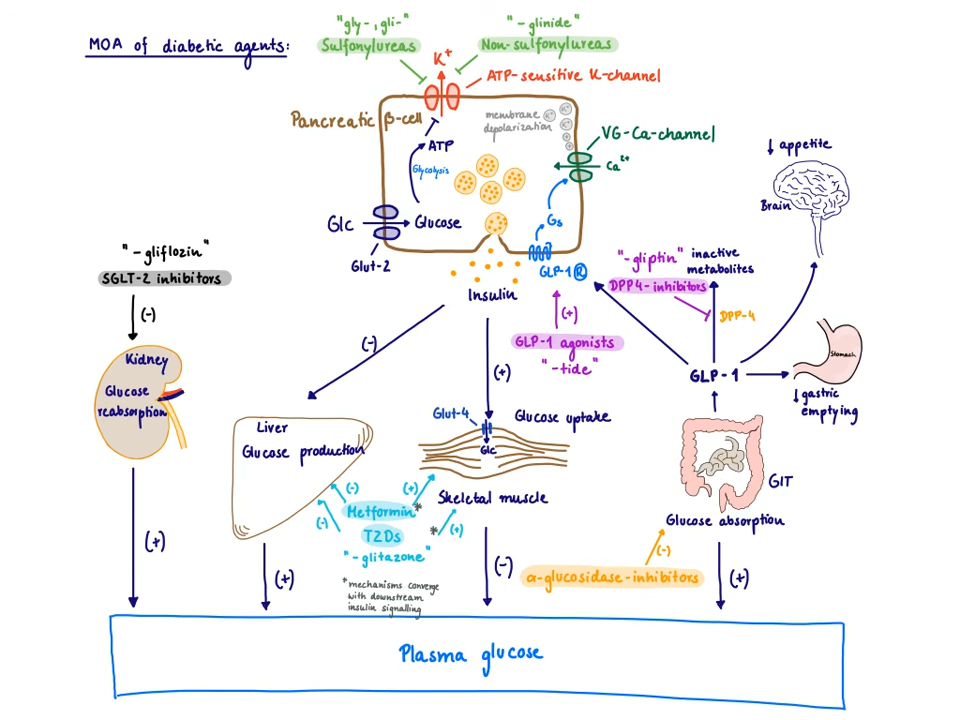 MOA of diabetic agents:
"gly-, gli-"
Sulfonylureas
"-glinide"
Non-sulfonylureas
K+
ATP-sensitive K-channel
Pancreatic β-cell
membrane
depolarization
K+
K+
K+
+
+
VG-Ca-channel
Ca2+
ATP
Glycolysis
Glc
Glucose
Glut-2
Gs
GLP-1 R
Insulin
↓ appetite
Brain
"-gliflozin"
SGLT-2 inhibitors
(-)
Kidney
Glucose
reabsorption
(+)
"-gliptin"
DPP4-inhibitors
inactive
metabolites
DPP-4
(+)
GLP-1 agonists
"-tide"
GLP-1
Stomach
↓ gastric
emptying
(-)
(+)
Liver
Glucose production
Glut-4
Glucose uptake
Glc
Skeletal muscle
GIT
Glucose absorption
(-)
(+)
Metformin*
(-)
TZDs
*
(+)
"-glitazone"
*mechanisms converge
with downstream
insulin signalling
(-)
α-glucosidase-inhibitors
(+)
(-)
(+)
Plasma glucose